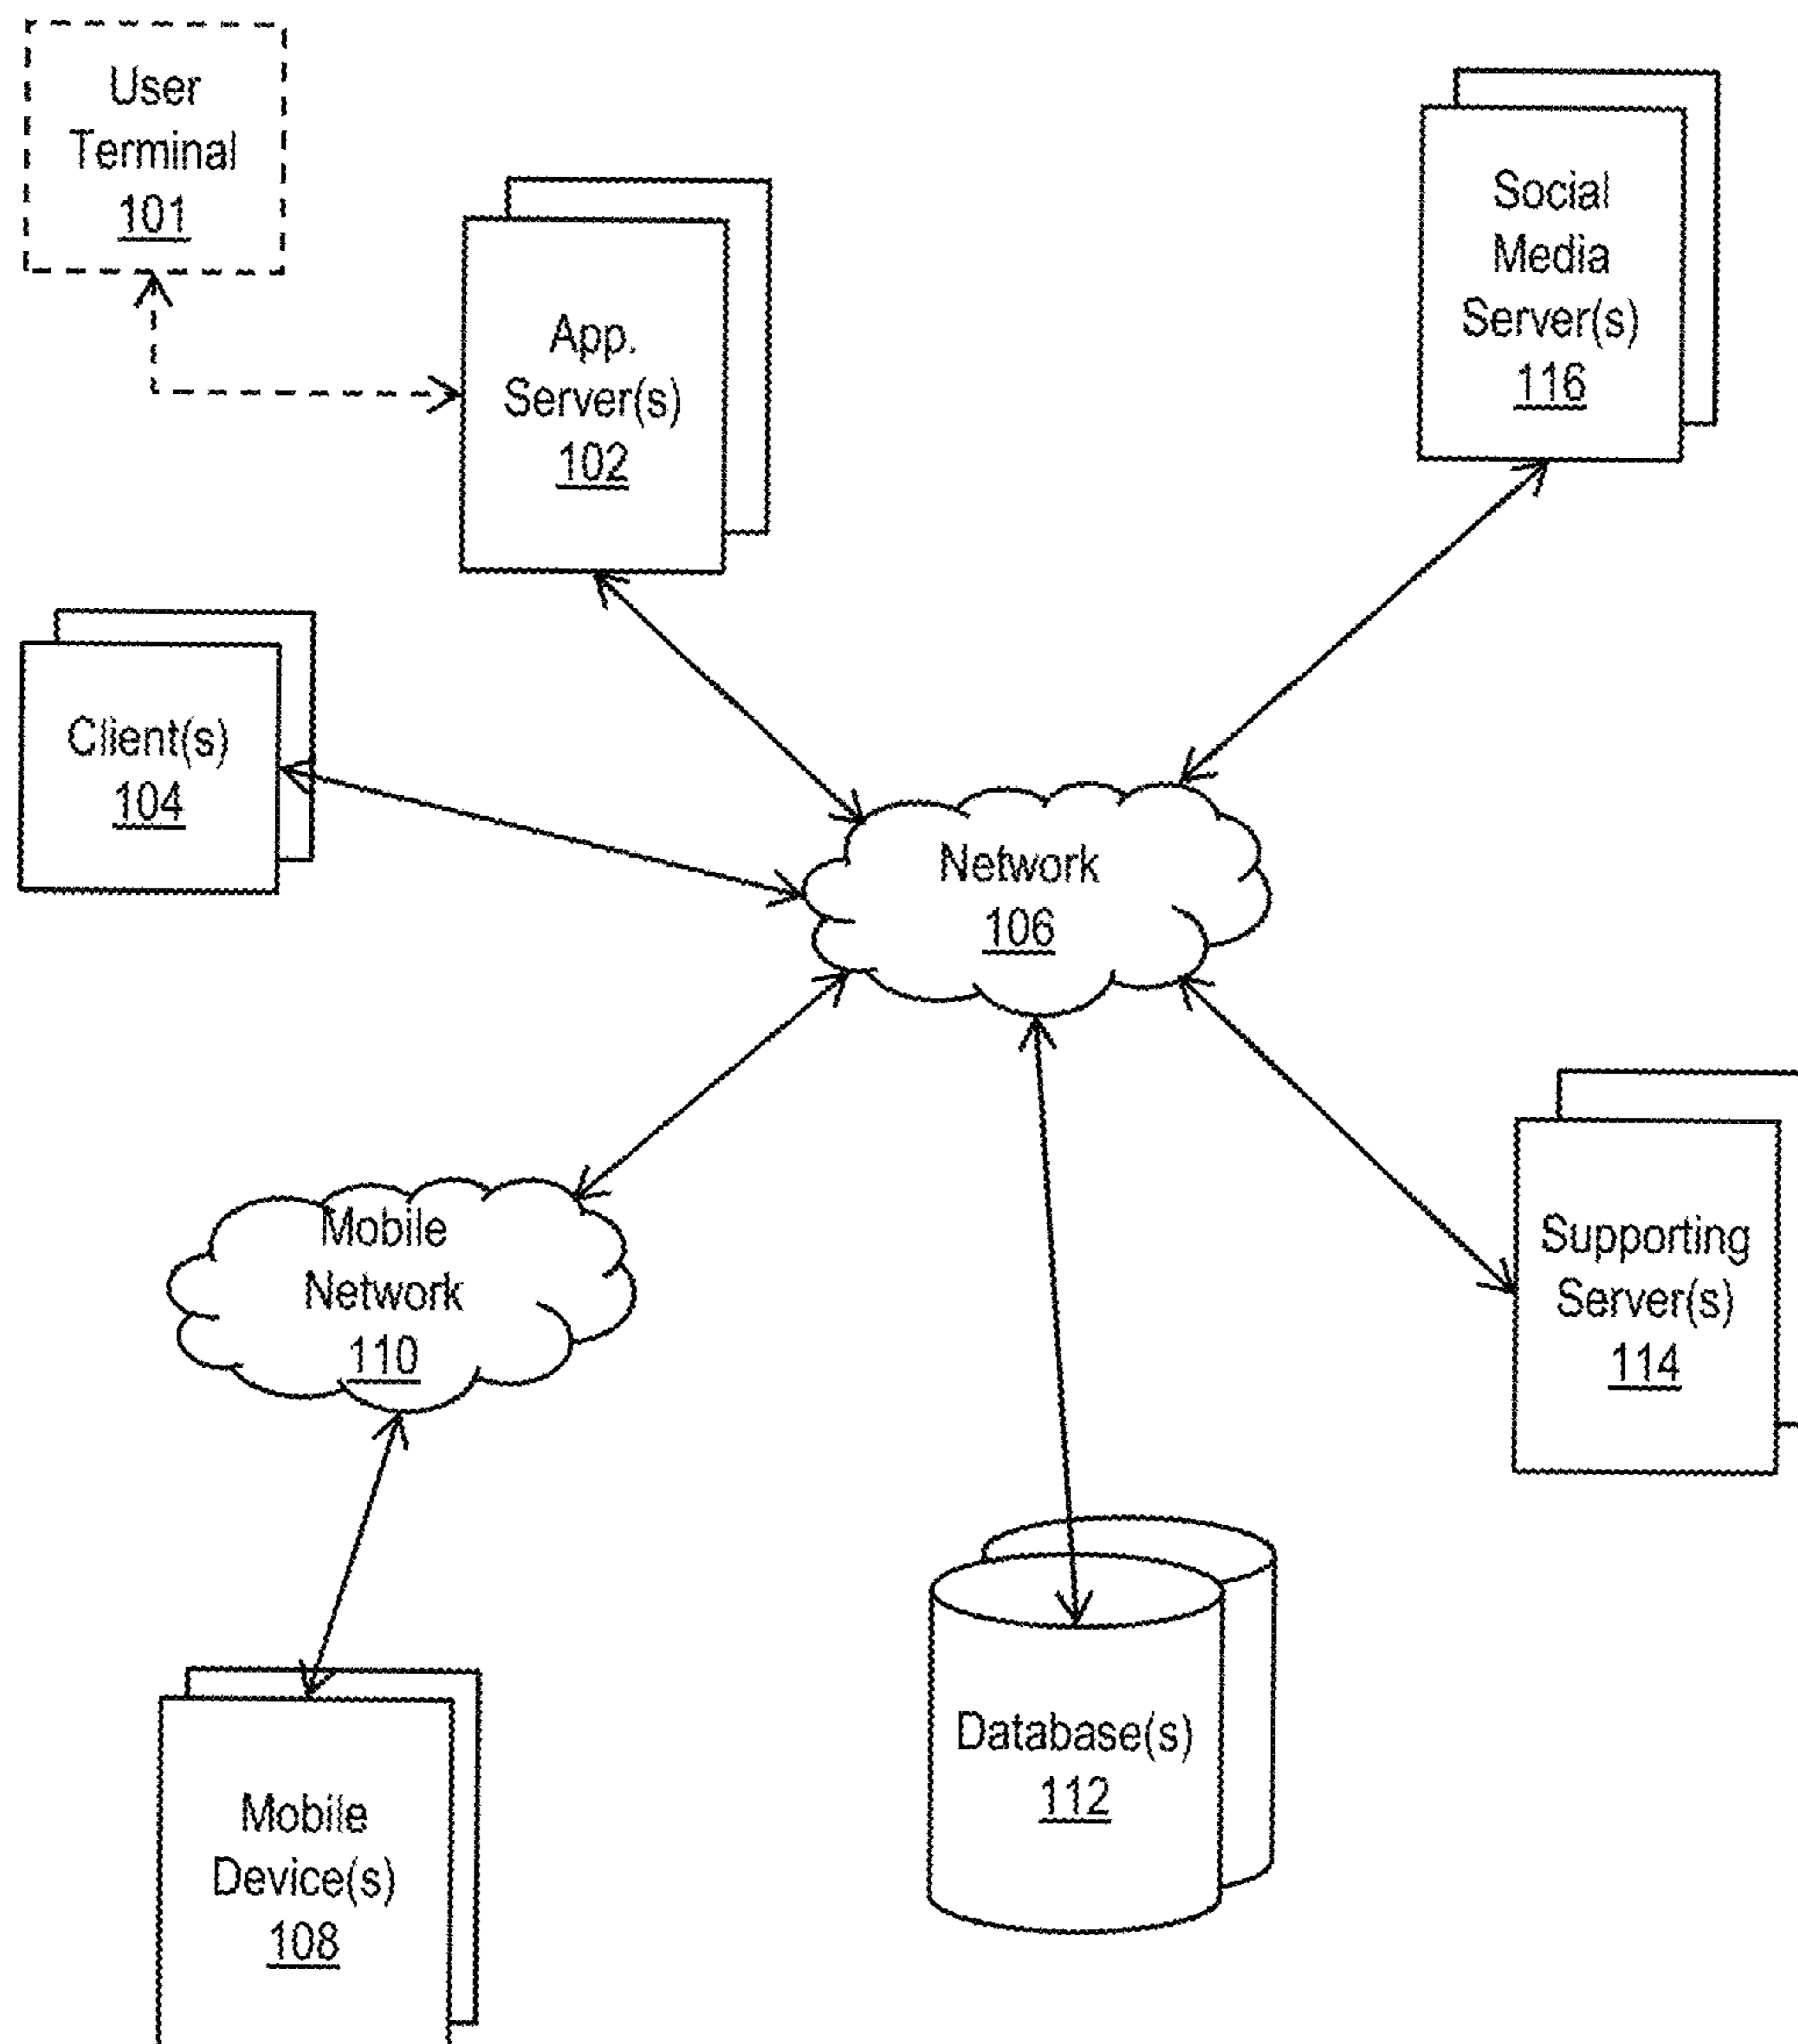 User
Terminal
101
App.
Server(s)
102
Social
Media
Server(s)
116
Client(s)
104
Network
106
Mobile
Network
110
Supporting
Server(s)
114
Database(s)
112
Mobile
Device(s)
108